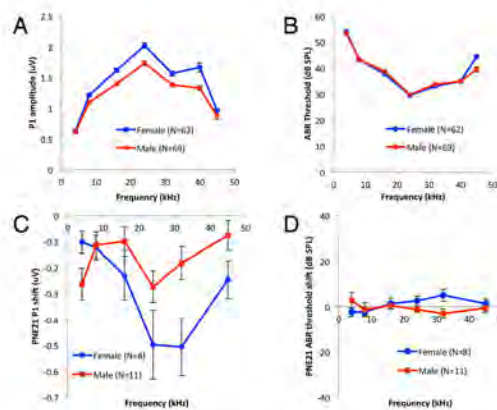 A
P1 amplitude (uV)
2.5
2
1.5
1
0.5
0
Female (N=62)
Male (N=69)
0 10 20 30 40 50
Frequency (kHz)
B
ABR Threshold (dB SPL)
60
50
40
30
20
10
0
Female (N=62)
Male (N=69)
0 10 20 30 40 50
Frequency (kHz)
C
PNE21 P1 shift (uV)
0
-0.1
-0.2
-0.3
-0.4
-0.5
-0.6
-0.7
0 10 20 30 40 50
Female (N=8)
Male (N=11)
Frequency (kHz)
D
PNE21 ABR threshold shift (dB SPL)
40
20
0
-20
-40
0 10 20 30 40 50
Female (N=8)
Male (N=11)
Frequency (kHz)